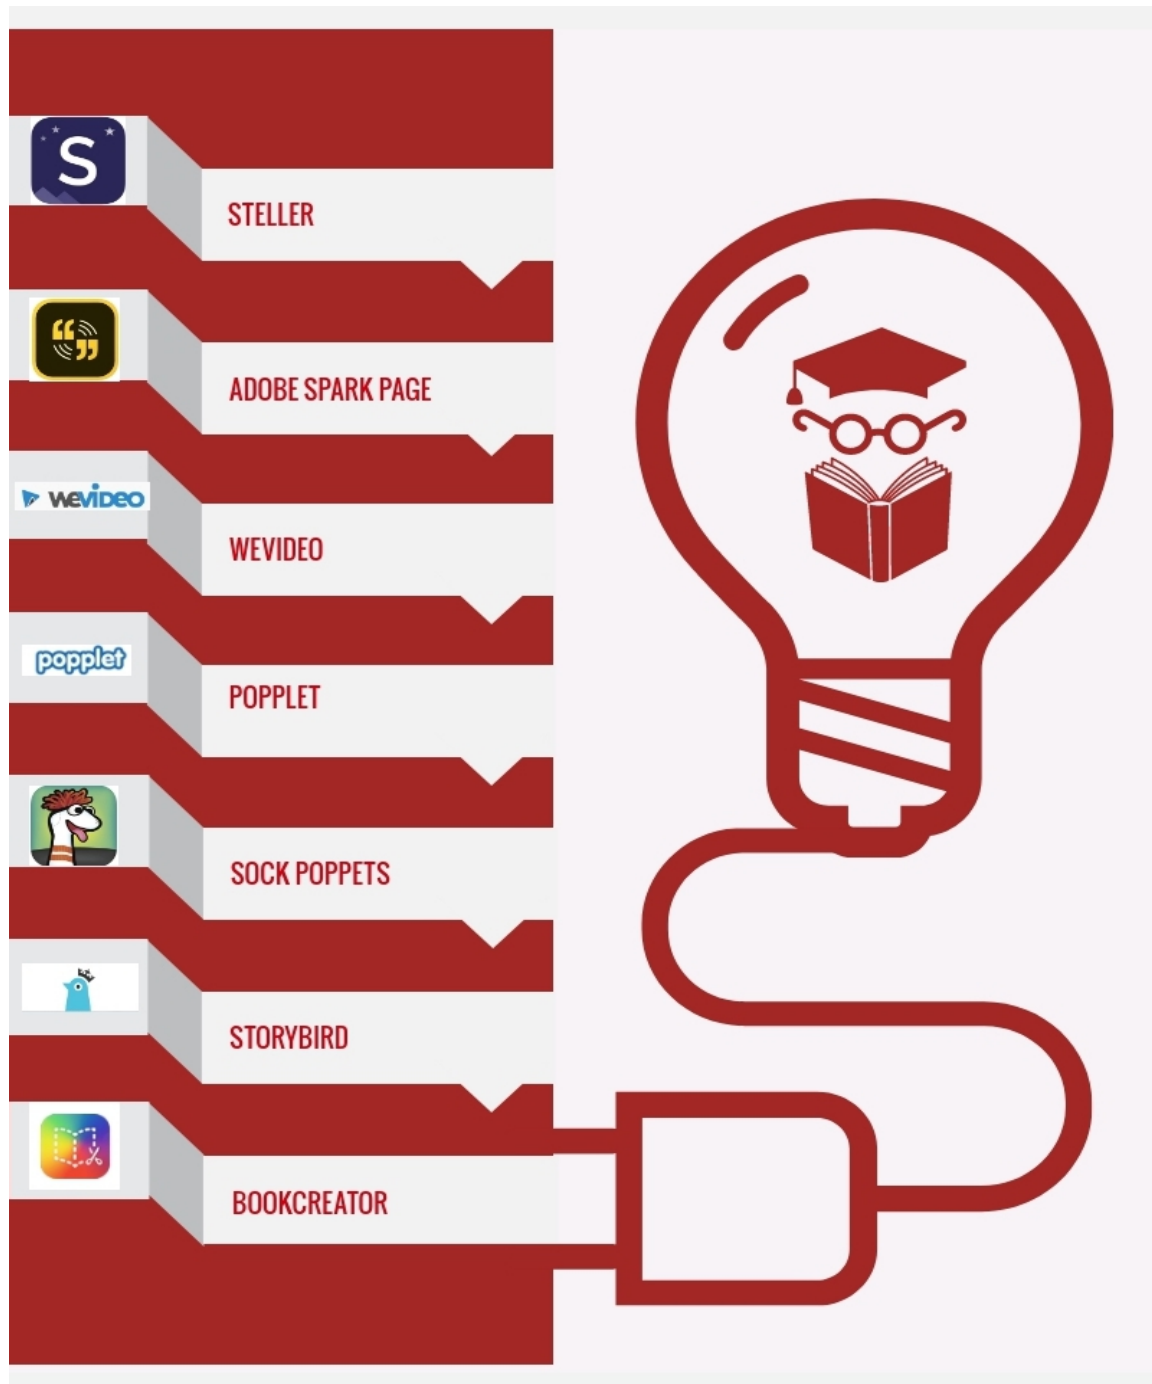 S
STELLER
ADOBE SPARK PAGE
WEVIDEO
WEVIDEO
popplet
POPPLET
SOCK POPPETS
STORYBIRD
BOOKCREATOR